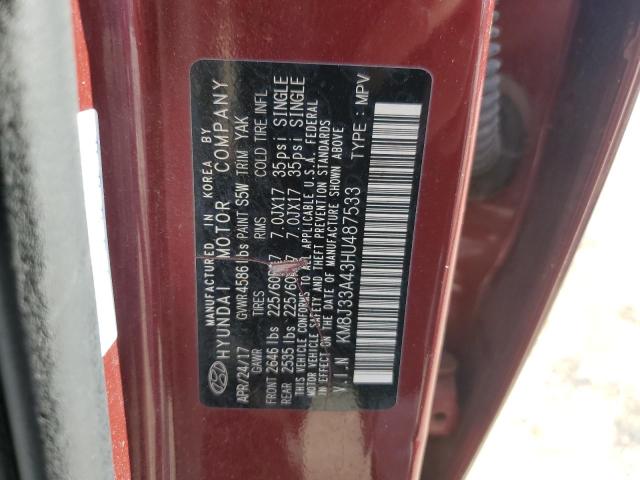 MANUFACTURED IN KOREA BY
HYUNDAI MOTOR COMPANY
APR/24/17 GVWR 4586 lbs PAINT S5W TRIM YAK
GAWR TIRES RIMS COLD TIRE INFL.
FRONT 2646 lbs 225/60R17 7.0JX17 35psi SINGLE
REAR 2535 lbs 225/60R17 7.0JX17 35psi SINGLE
THIS VEHICLE CONFORMS TO ALL APPLICABLE U.S.A. FEDERAL
MOTOR VEHICLE SAFETY AND THEFT PREVENTION STANDARDS
IN EFFECT ON THE DATE OF MANUFACTURE SHOWN ABOVE.
V.I.N KM8J33A43HU487533 TYPE : MPV